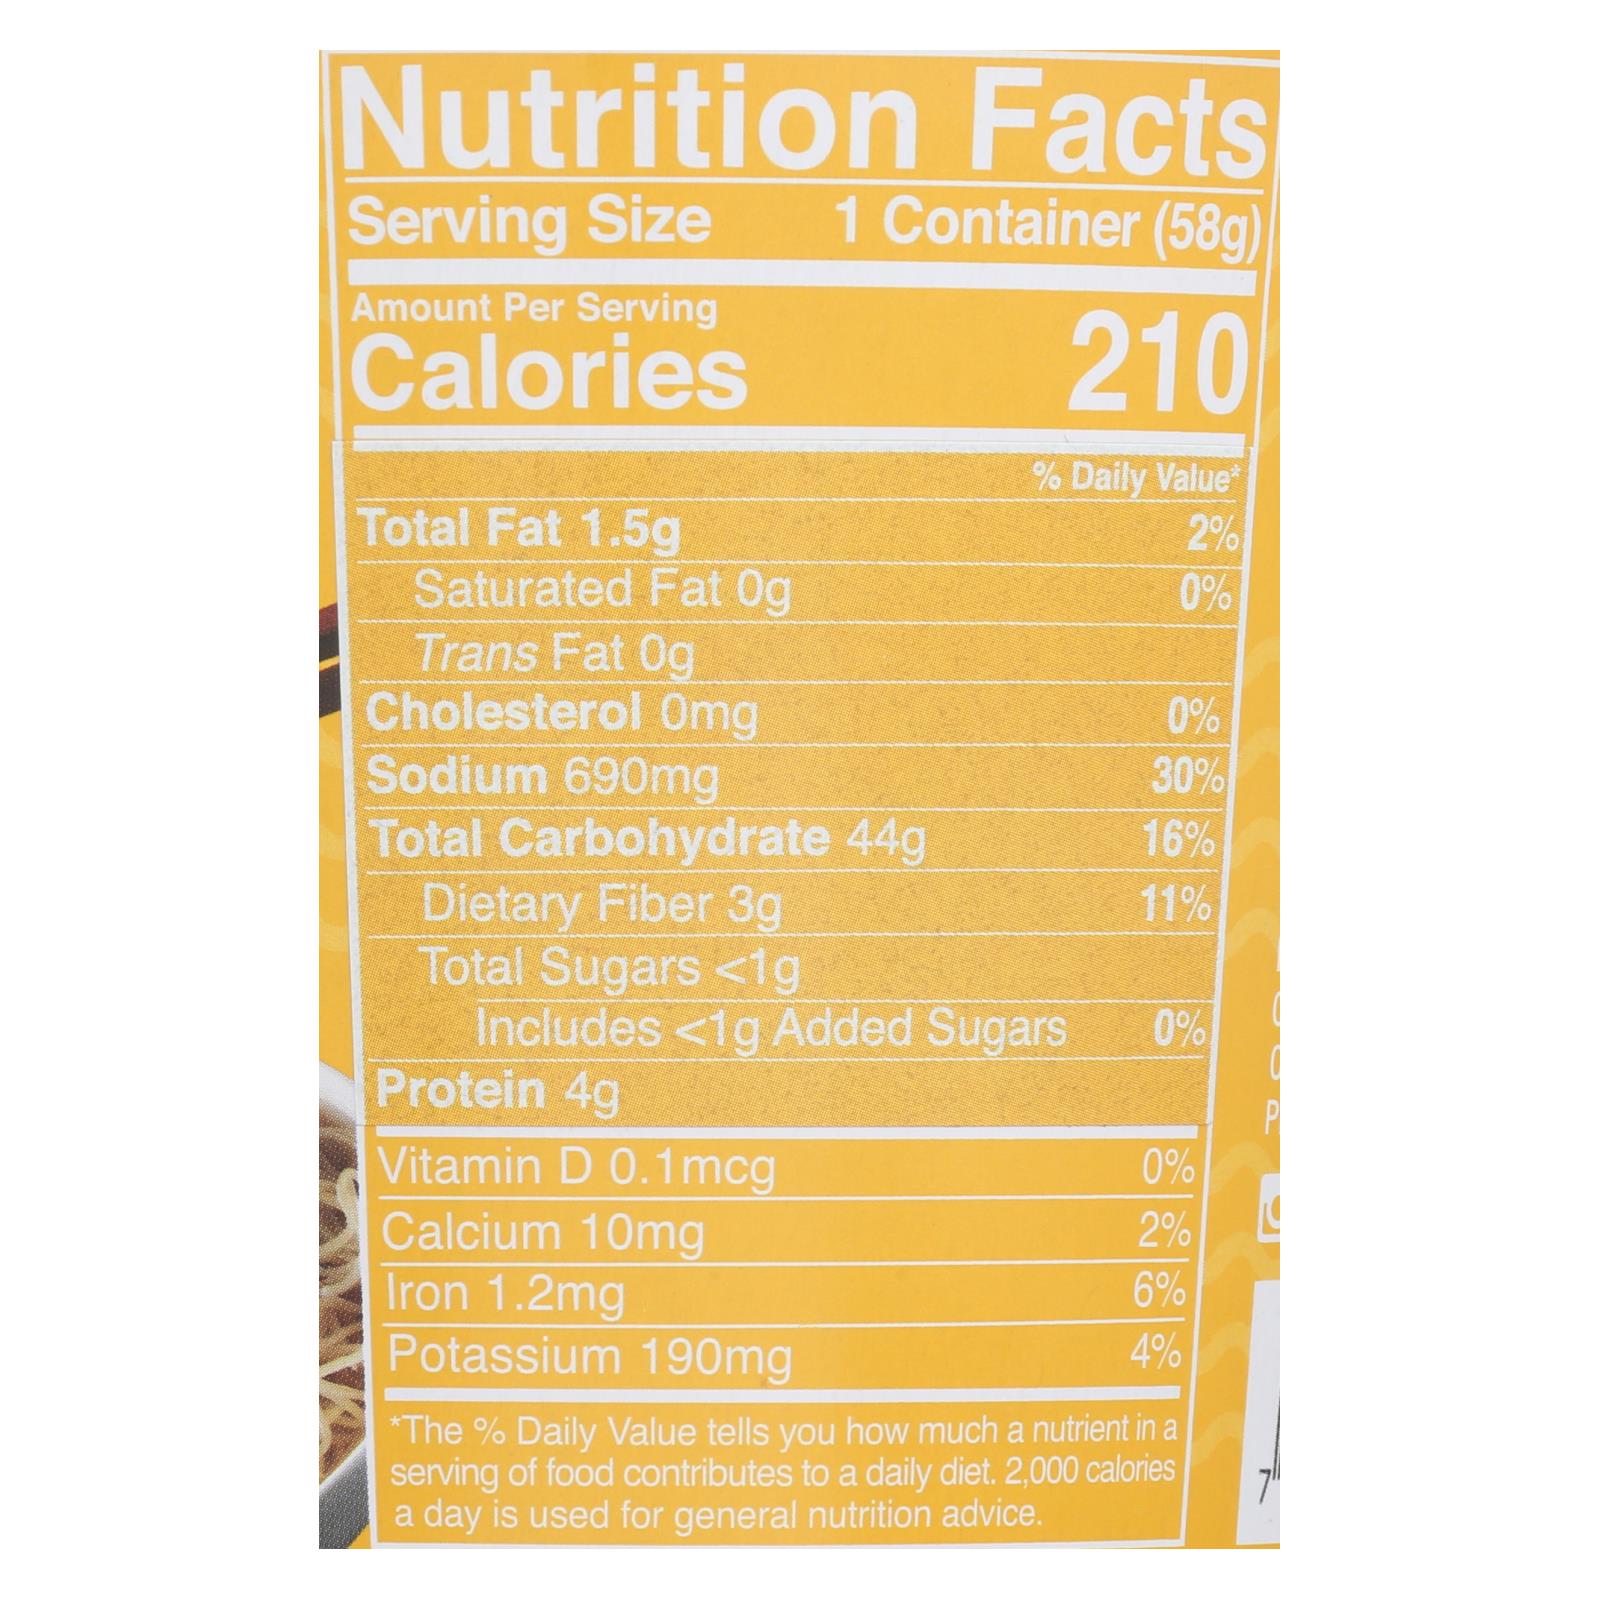 Nutrition Facts
Serving Size 1 Container (58g)
Amount Per Serving
Calories 210
% Daily Value*
Total Fat 1.5g 2%
Saturated Fat 0g 0%
Trans Fat 0g
Cholesterol 0mg 0%
Sodium 690mg 30%
Total Carbohydrate 44g 16%
Dietary Fiber 3g 11%
Total Sugars <1g
Includes <1g Added Sugars 0%
Protein 4g
Vitamin D 0.1mcg 0%
Calcium 10mg 2%
Iron 1.2mg 6%
Potassium 190mg 4%
*The % Daily Value tells you how much a nutrient in a
serving of food contributes to a daily diet. 2,000 calories
a day is used for general nutrition advice.
7